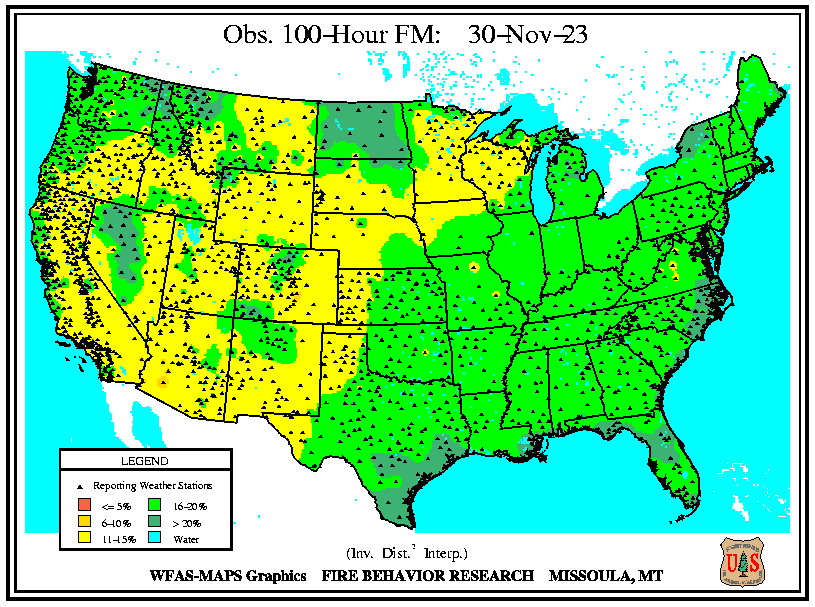 Obs. 100-Hour FM: 30-Nov-23
LEGEND
Reporting Weather Stations
<= 5% 16-20%
6-10% > 20%
11-15% Water
(Inv. Dist.² Interp.)
WFAS-MAPS Graphics FIRE BEHAVIOR RESEARCH MISSOULA, MT
U S